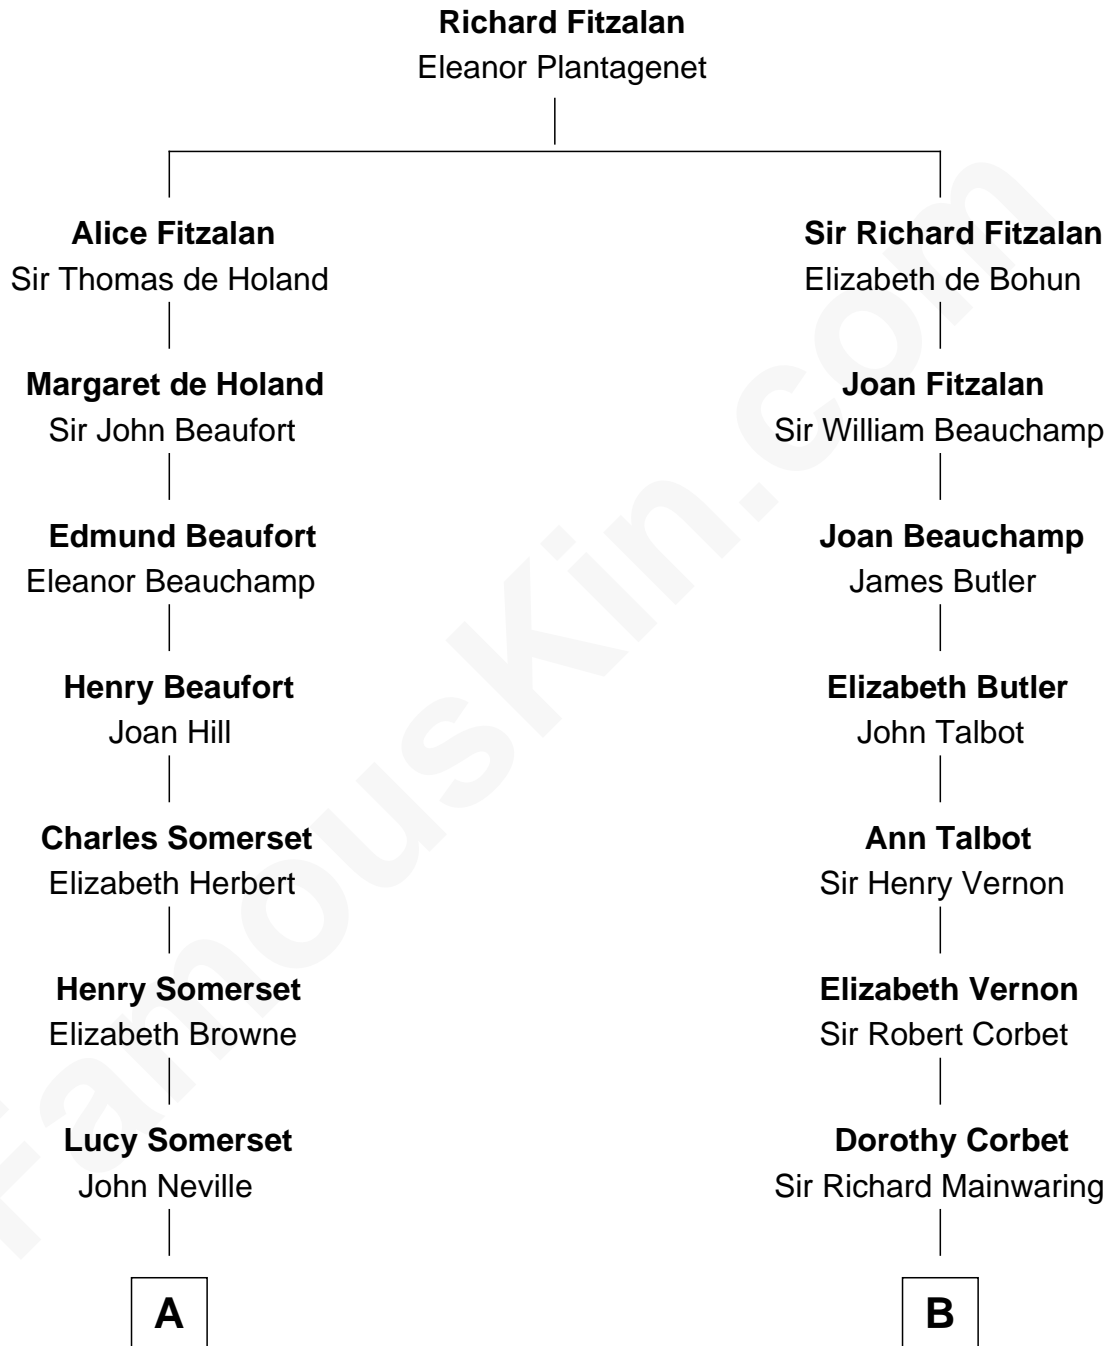 Richard Fitzalan
Eleanor Plantagenet
Alice Fitzalan
Sir Thomas de Holand
Sir Richard Fitzalan
Elizabeth de Bohun
Margaret de Holand
Sir John Beaufort
Joan Fitzalan
Sir William Beauchamp
Edmund Beaufort
Eleanor Beauchamp
Joan Beauchamp
James Butler
Henry Beaufort
Joan Hill
Elizabeth Butler
John Talbot
Charles Somerset
Elizabeth Herbert
Ann Talbot
Sir Henry Vernon
Henry Somerset
Elizabeth Browne
Elizabeth Vernon
Sir Robert Corbet
Lucy Somerset
John Neville
Dorothy Corbet
Sir Richard Mainwaring
A
B
FamousKin.com